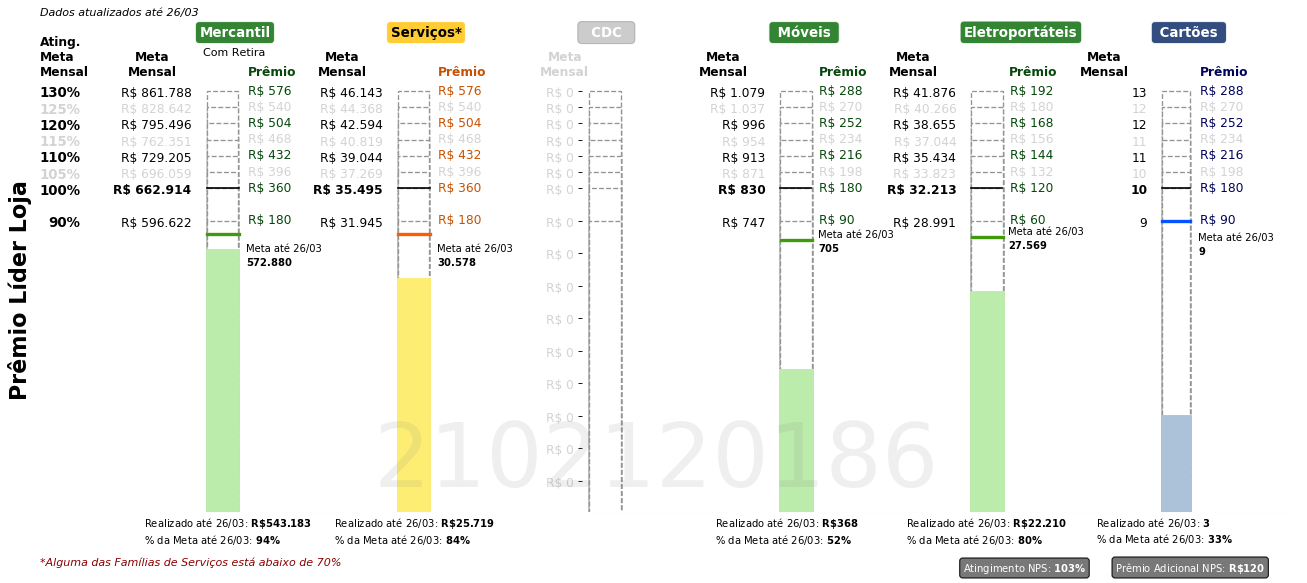 Dados atualizados até 26/03
Mercantil
Serviços*
CDC
Móveis
Eletroportáteis
Cartões
Com Retira
Ating. Meta Mensal
Meta Mensal Prêmio
Meta Mensal Prêmio
Meta Mensal
Meta Mensal Prêmio
Meta Mensal Prêmio
Meta Mensal Prêmio
130% R$ 861.788 R$ 576 R$ 46.143 R$ 576 R$ 0 R$ 1.079 R$ 288 R$ 41.876 R$ 192 13 R$ 288
125% R$ 828.642 R$ 540 R$ 44.368 R$ 540 R$ 0 R$ 1.037 R$ 270 R$ 40.266 R$ 180 12 R$ 270
120% R$ 795.496 R$ 504 R$ 42.594 R$ 504 R$ 0 R$ 996 R$ 252 R$ 38.655 R$ 168 12 R$ 252
115% R$ 762.351 R$ 468 R$ 40.819 R$ 468 R$ 0 R$ 954 R$ 234 R$ 37.044 R$ 156 11 R$ 234
110% R$ 729.205 R$ 432 R$ 39.044 R$ 432 R$ 0 R$ 913 R$ 216 R$ 35.434 R$ 144 11 R$ 216
105% R$ 696.059 R$ 396 R$ 37.269 R$ 396 R$ 0 R$ 871 R$ 198 R$ 33.823 R$ 132 10 R$ 198
100% R$ 662.914 R$ 360 R$ 35.495 R$ 360 R$ 0 R$ 830 R$ 180 R$ 32.213 R$ 120 10 R$ 180
90% R$ 596.622 R$ 180 R$ 31.945 R$ 180 R$ 0 R$ 747 R$ 90 R$ 28.991 R$ 60 9 R$ 90
Meta até 26/03
572.880
Meta até 26/03
30.578
R$ 0
R$ 0
R$ 0
R$ 0
R$ 0
R$ 0
R$ 0
R$ 0
Meta até 26/03
705
Meta até 26/03
27.569
Meta até 26/03
9
Prêmio Líder Loja
2102120186
Realizado até 26/03: R$543.183
% da Meta até 26/03: 94%
Realizado até 26/03: R$25.719
% da Meta até 26/03: 84%
Realizado até 26/03: R$368
% da Meta até 26/03: 52%
Realizado até 26/03: R$22.210
% da Meta até 26/03: 80%
Realizado até 26/03: 3
% da Meta até 26/03: 33%
*Alguma das Famílias de Serviços está abaixo de 70%
Atingimento NPS: 103%
Prêmio Adicional NPS: R$120